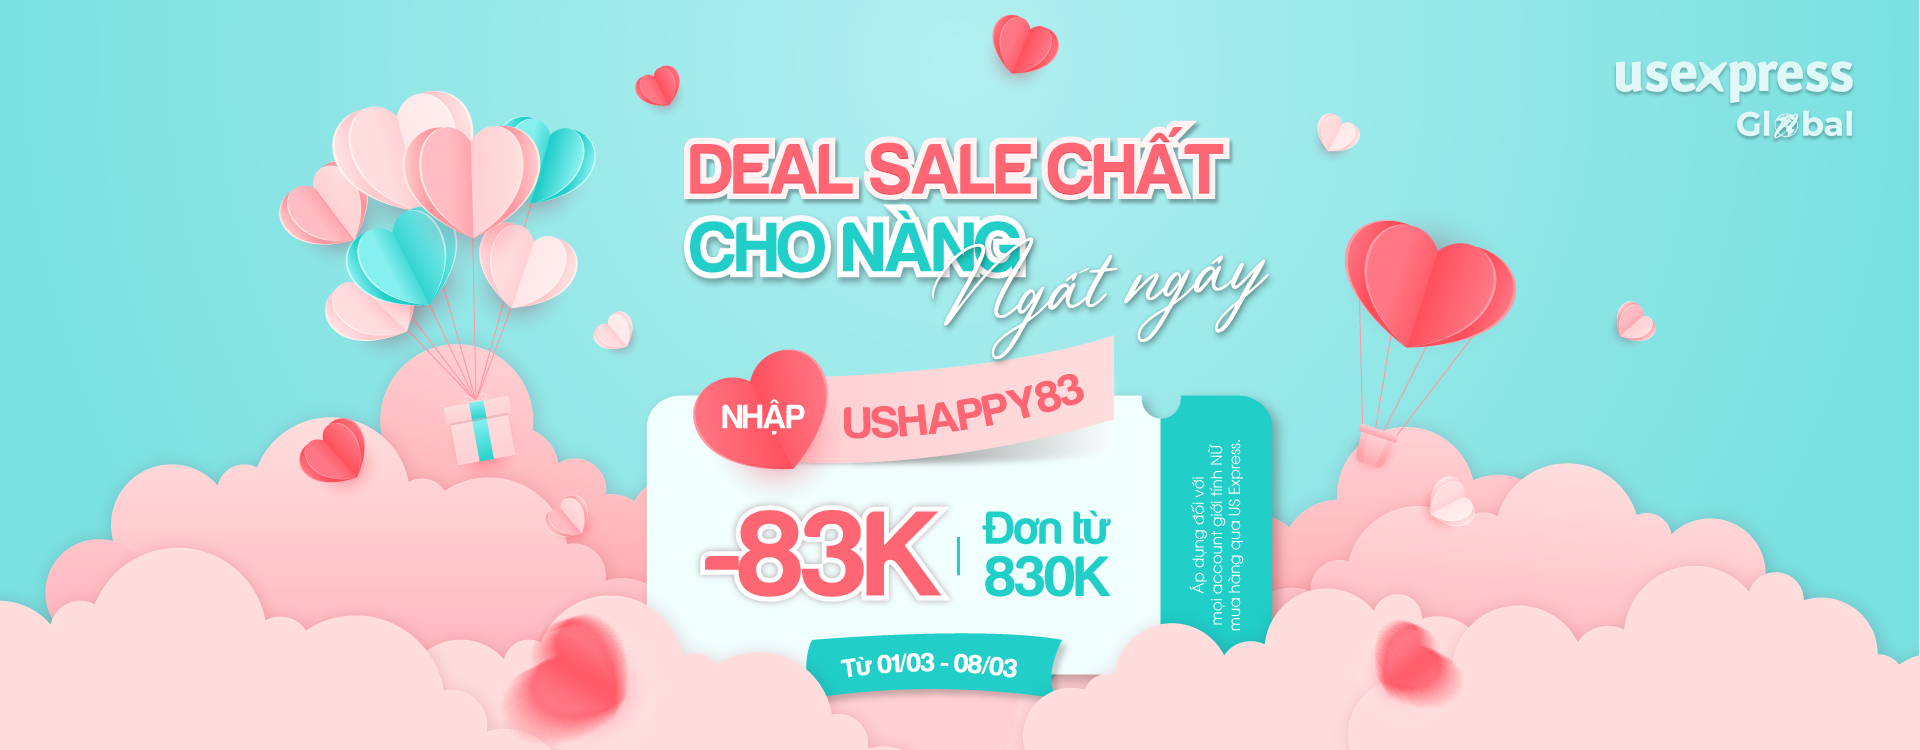 usexpress
Global
DEAL SALE CHẤT
CHO NÀNG
Ngất ngây
NHẬP
USHAPPY83
-83K
Đơn từ
830K
Áp dụng đối với
mọi account giới tính NỮ
mua hàng qua US Express.
Từ 01/03 - 08/03